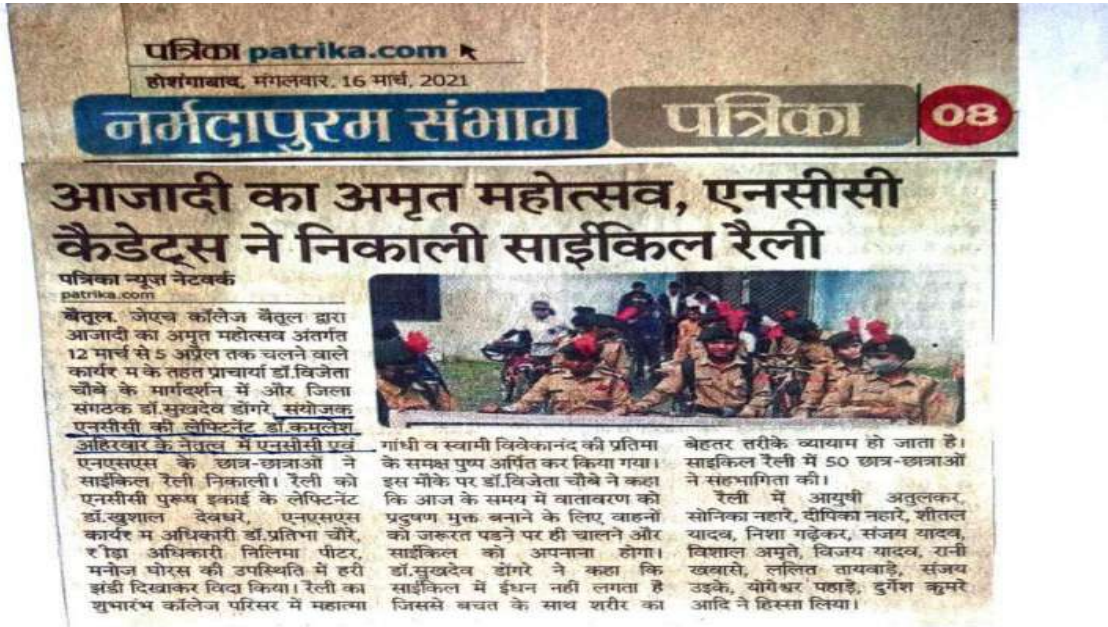 पत्रिका patrika.com
होशंगाबाद, मंगलवार, 16 मार्च, 2021
नर्मदापुरम संभाग पत्रिका 08
आजादी का अमृत महोत्सव, एनसीसी
कैडेट्स ने निकाली साईकिल रैली
पत्रिका न्यूज नेटवर्क
patrika.com
बैतूल. जेएच कॉलेज बैतूल द्वारा
आजादी का अमृत महोत्सव अंतर्गत
12 मार्च से 5 अप्रैल तक चलने वाले
कार्यर म के तहत प्राचार्या डॉ.विजेता
चौबे के मार्गदर्शन में और जिला
संगठक डॉ.सुखदेव डोंगरे, संयोजक
एनसीसी की लेफ्टिनेंट डॉ.कमलेश
अहिरवार के नेतृत्व में एनसीसी एवं
एनएसएस के छात्र-छात्राओं ने
साईकिल रैली निकाली। रैली को
एनसीसी पुरूष इकाई के लेफ्टिनेंट
डॉ.खुशाल देवघरे, एनएसएस
कार्यर म अधिकारी डॉ.प्रतिभा चौरे,
र ीड़ा अधिकारी निलिमा पीटर,
मनोज घोरस की उपस्थिति में हरी
झंडी दिखाकर विदा किया। रैली का
शुभारंभ कॉलेज परिसर में महात्मा
गांधी व स्वामी विवेकानंद की प्रतिमा
के समक्ष पुष्प अर्पित कर किया गया।
इस मौके पर डॉ.विजेता चौबे ने कहा
कि आज के समय में वातावरण को
प्रदुषण मुक्त बनाने के लिए वाहनों
को जरूरत पडने पर ही चालने और
साईकिल को अपनाना होगा।
डॉ.सुखदेव डोंगरे ने कहा कि
साईकिल में ईंधन नहीं लगता है
जिससे बचत के साथ शरीर का
बेहतर तरीके व्यायाम हो जाता है।
साइकिल रैली में 50 छात्र-छात्राओं
ने सहभागिता की।
रैली में आयुषी अतुलकर,
सोनिका नहारे, दीपिका नहारे, शीतल
यादव, निशा गढ़ेकर, संजय यादव,
विशाल अमृते, विजय यादव, रानी
खवासे, ललित तायवाड़े, संजय
उइके, योगेश्वर पहाड़े, दुर्गेश कुमरे
आदि ने हिस्सा लिया।